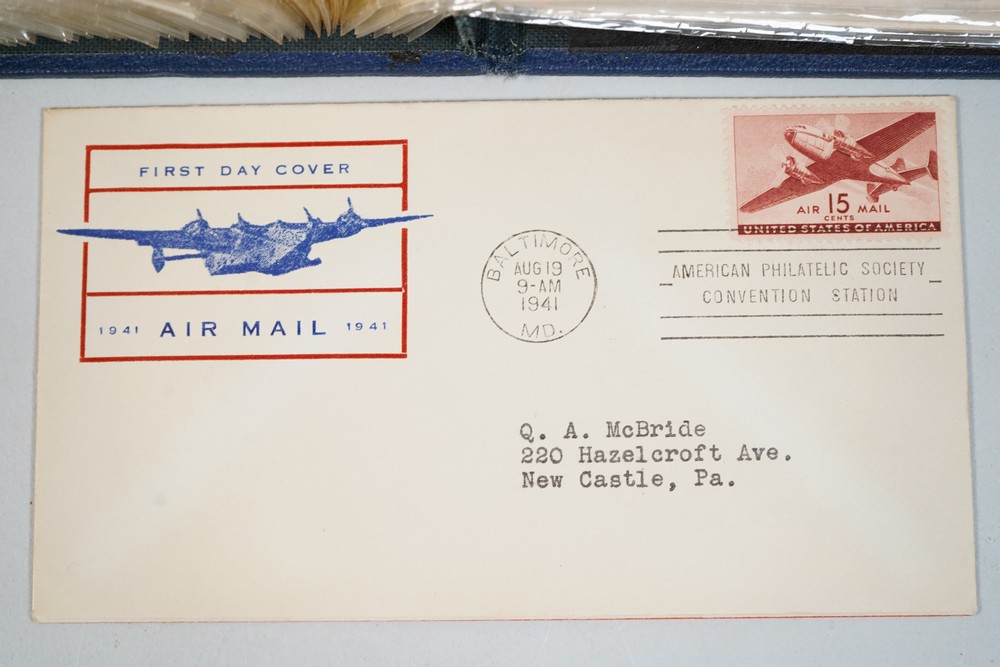 FIRST DAY COVER
1941 AIR MAIL 1941
BALTIMORE
AUG 19
9-AM
1941
MD.
AIR 15 MAIL
CENTS
UNITED STATES OF AMERICA
AMERICAN PHILATELIC SOCIETY
CONVENTION STATION
Q. A. McBride
220 Hazelcroft Ave.
New Castle, Pa.